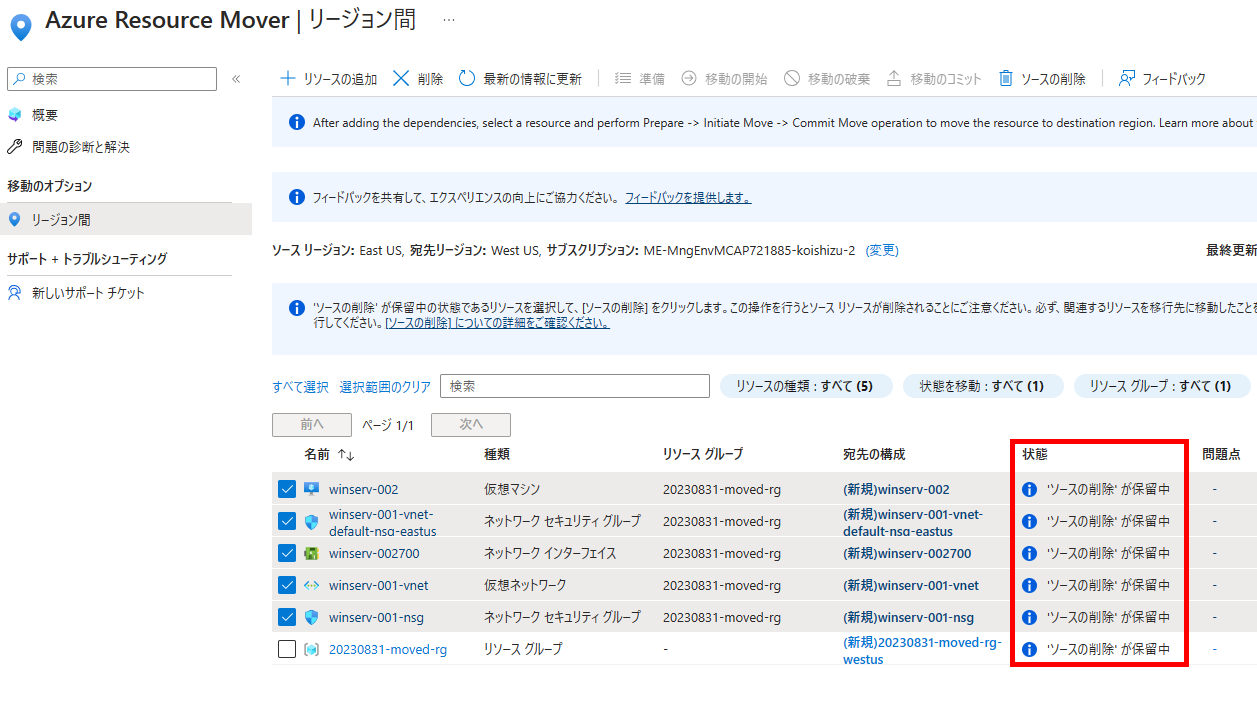 Azure Resource Mover | リージョン間 …
検索 «
概要
問題の診断と解決
移動のオプション
リージョン間
サポート + トラブルシューティング
新しいサポート チケット
リソースの追加 削除 最新の情報に更新 準備 移動の開始 移動の破棄 移動のコミット ソースの削除 フィードバック
After adding the dependencies, select a resource and perform Prepare -> Initiate Move -> Commit Move operation to move the resource to destination region. Learn more about
フィードバックを共有して、エクスペリエンスの向上にご協力ください。 フィードバックを提供します。
ソース リージョン: East US, 宛先リージョン: West US, サブスクリプション: ME-MngEnvMCAP721885-koishizu-2 (変更) 最終更新
'ソースの削除' が保留中の状態であるリソースを選択して、[ソースの削除] をクリックします。この操作を行うとソース リソースが削除されることにご注意ください。必ず、関連するリソースを移行先に移動したことを
行してください。[ソースの削除] についての詳細をご確認ください。
すべて選択 選択範囲のクリア 検索 リソースの種類 : すべて (5) 状態を移動 : すべて (1) リソース グループ : すべて (1)
前へ ページ 1/1 次へ
名前 ↑↓ 種類 リソース グループ 宛先の構成 状態 問題点
winserv-002 仮想マシン 20230831-moved-rg (新規)winserv-002 'ソースの削除' が保留中 -
winserv-001-vnet- (新規)winserv-001-vnet-
default-nsg-eastus ネットワーク セキュリティ グループ 20230831-moved-rg default-nsg-eastus 'ソースの削除' が保留中 -
winserv-002700 ネットワーク インターフェイス 20230831-moved-rg (新規)winserv-002700 'ソースの削除' が保留中 -
winserv-001-vnet 仮想ネットワーク 20230831-moved-rg (新規)winserv-001-vnet 'ソースの削除' が保留中 -
winserv-001-nsg ネットワーク セキュリティ グループ 20230831-moved-rg (新規)winserv-001-nsg 'ソースの削除' が保留中 -
20230831-moved-rg リソース グループ - (新規)20230831-moved-rg- 'ソースの削除' が保留中 -
westus